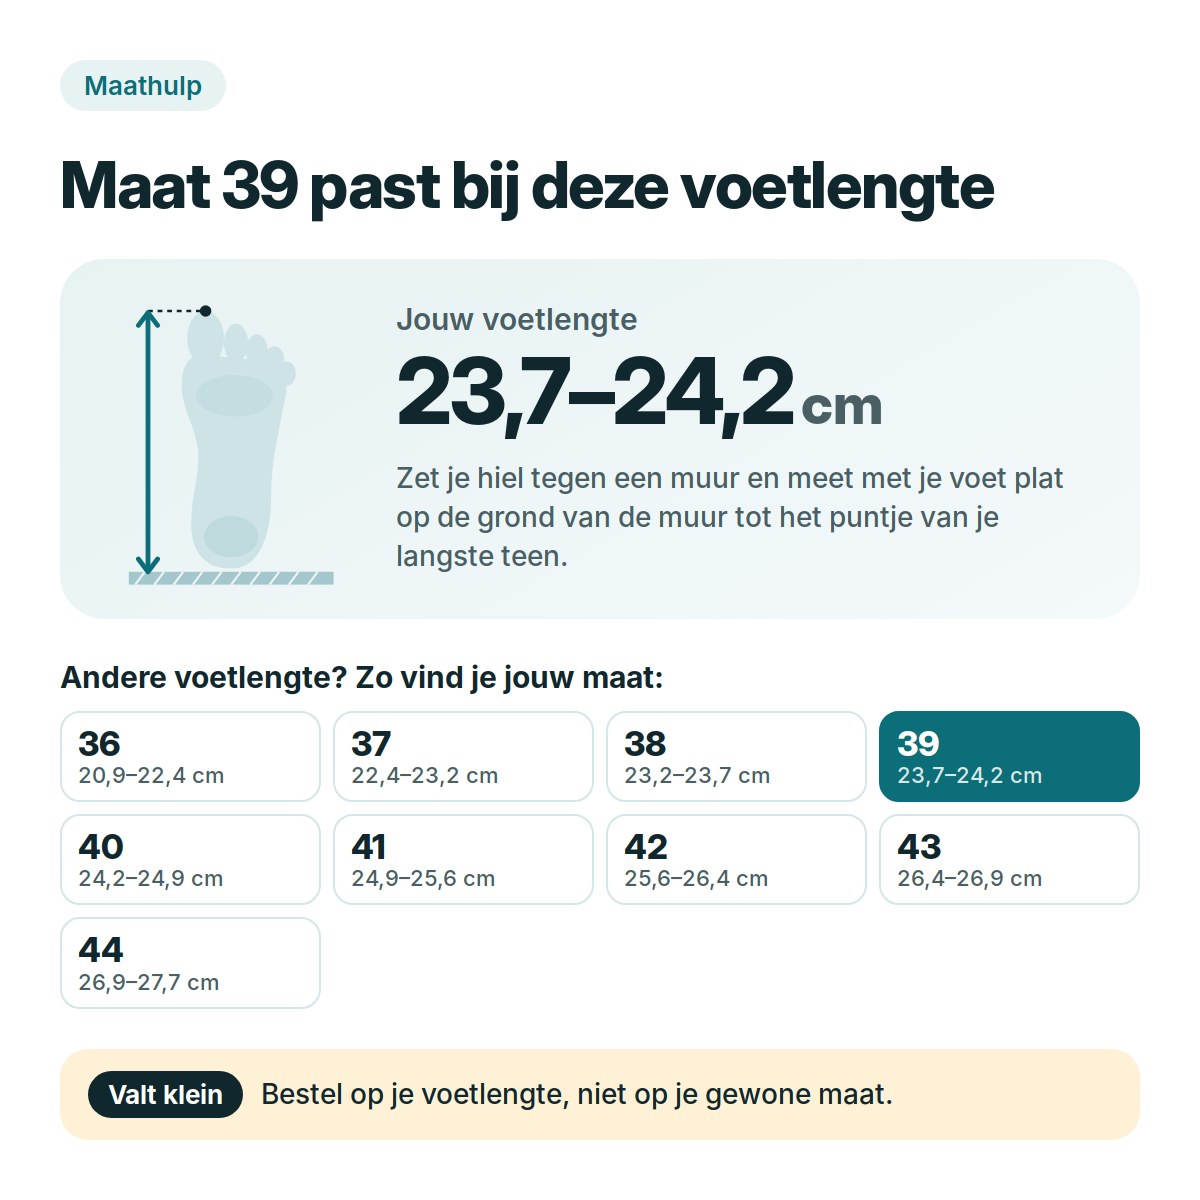 Maathulp
Maat 39 past bij deze voetlengte
Jouw voetlengte
23,7–24,2 cm
Zet je hiel tegen een muur en meet met je voet plat
op de grond van de muur tot het puntje van je
langste teen.
Andere voetlengte? Zo vind je jouw maat:
36
20,9–22,4 cm
37
22,4–23,2 cm
38
23,2–23,7 cm
39
23,7–24,2 cm
40
24,2–24,9 cm
41
24,9–25,6 cm
42
25,6–26,4 cm
43
26,4–26,9 cm
44
26,9–27,7 cm
Valt klein
Bestel op je voetlengte, niet op je gewone maat.